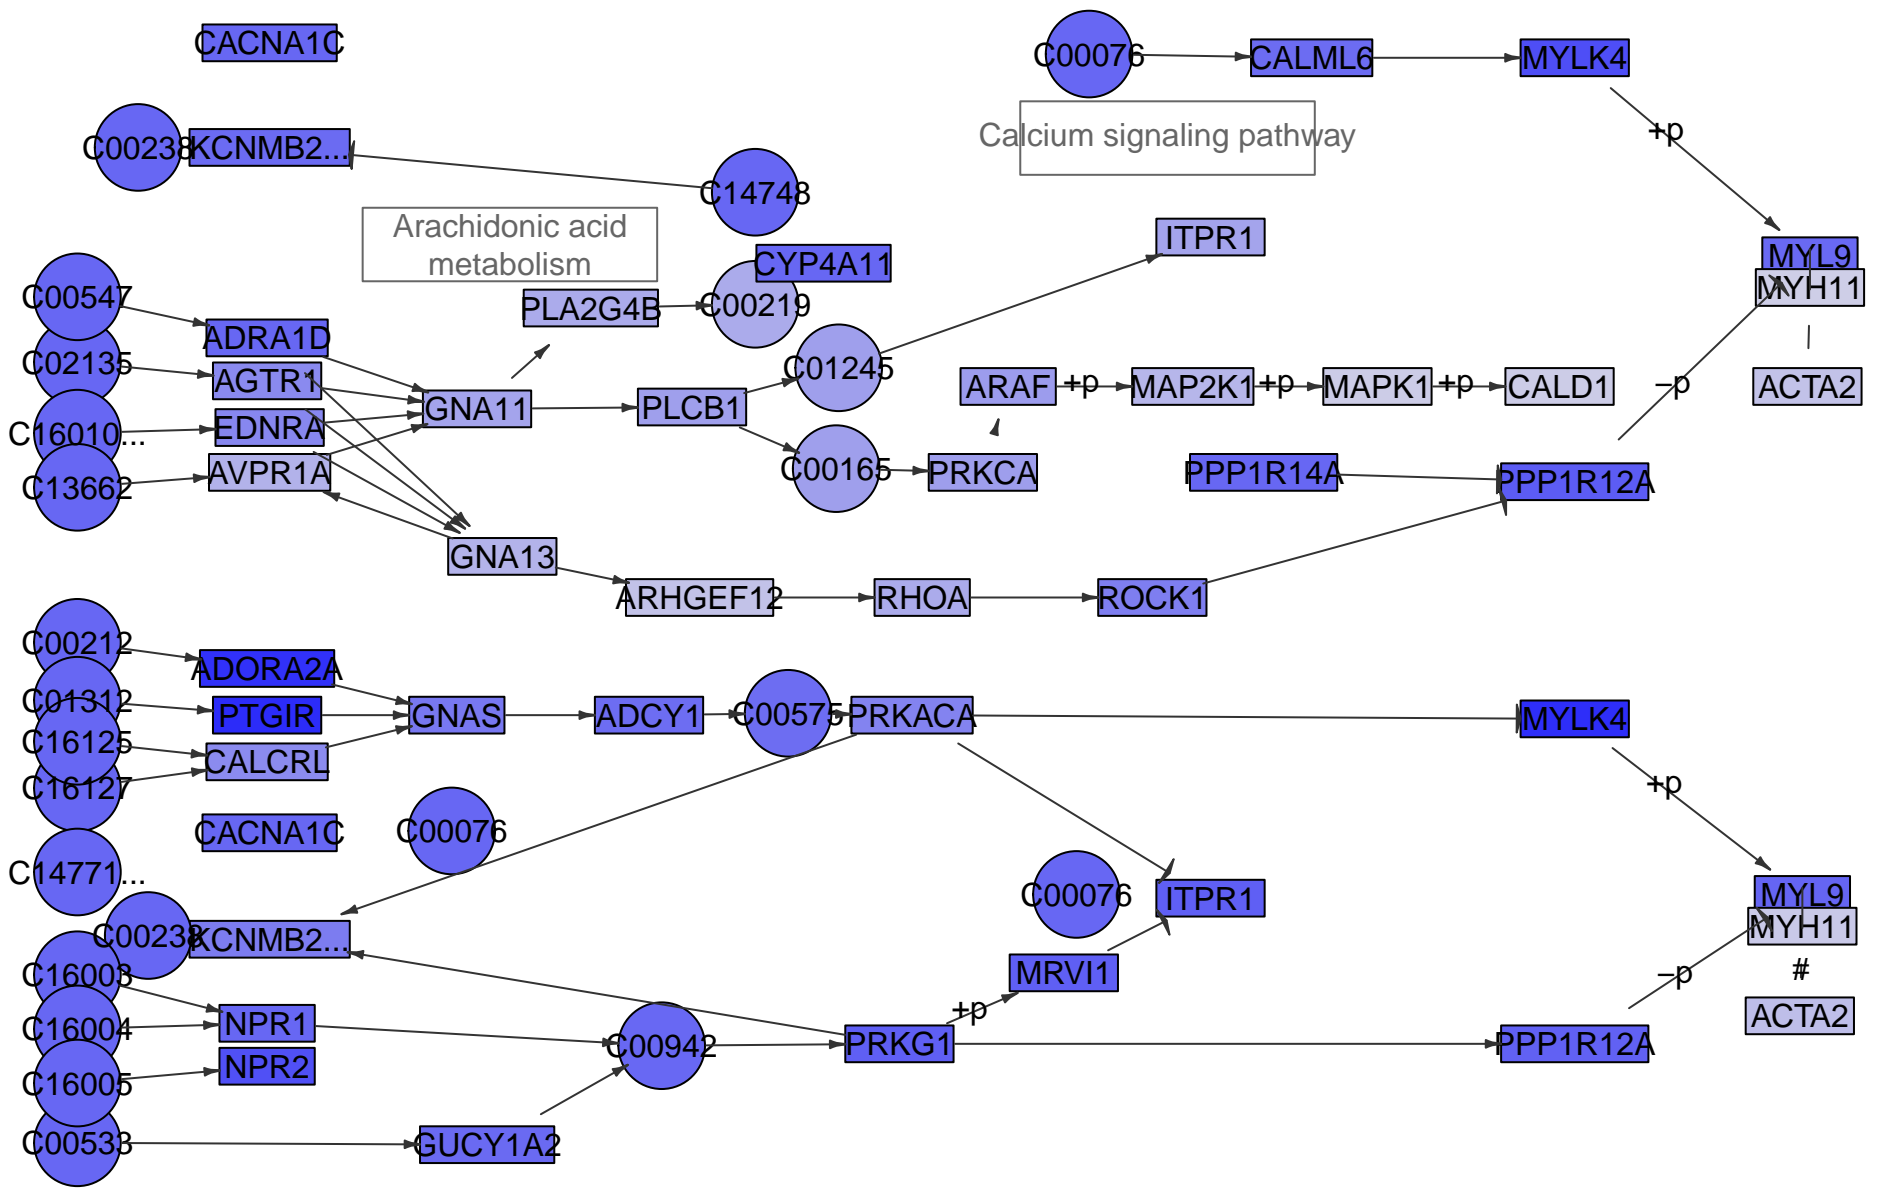 CACNA1C
C00076
CALML6
MYLK4
+p
C00238
KCNMB2...
Calcium signaling pathway
C14748
Arachidonic acid
metabolism
ITPR1
CYP4A11
MYL9
MYH11
C00547
PLA2G4B
C00219
ADRA1D
C02135
AGTR1
C01245
ARAF
+p
MAP2K1
+p
MAPK1
+p
CALD1
–p
ACTA2
GNA11
PLCB1
C16010...
EDNRA
C13662
AVPR1A
C00165
PRKCA
PPP1R14A
PPP1R12A
GNA13
ARHGEF12
RHOA
ROCK1
C00212
ADORA2A
C01312
PTGIR
GNAS
ADCY1
C00575
PRKACA
MYLK4
C16125
CALCRL
C16127
+p
CACNA1C
C00076
C14771...
C00076
ITPR1
MYL9
MYH11
C00238
KCNMB2...
C16003
MRVI1
–p
#
+p
ACTA2
C16004
NPR1
C00942
PRKG1
PPP1R12A
NPR2
C16005
C00533
GUCY1A2